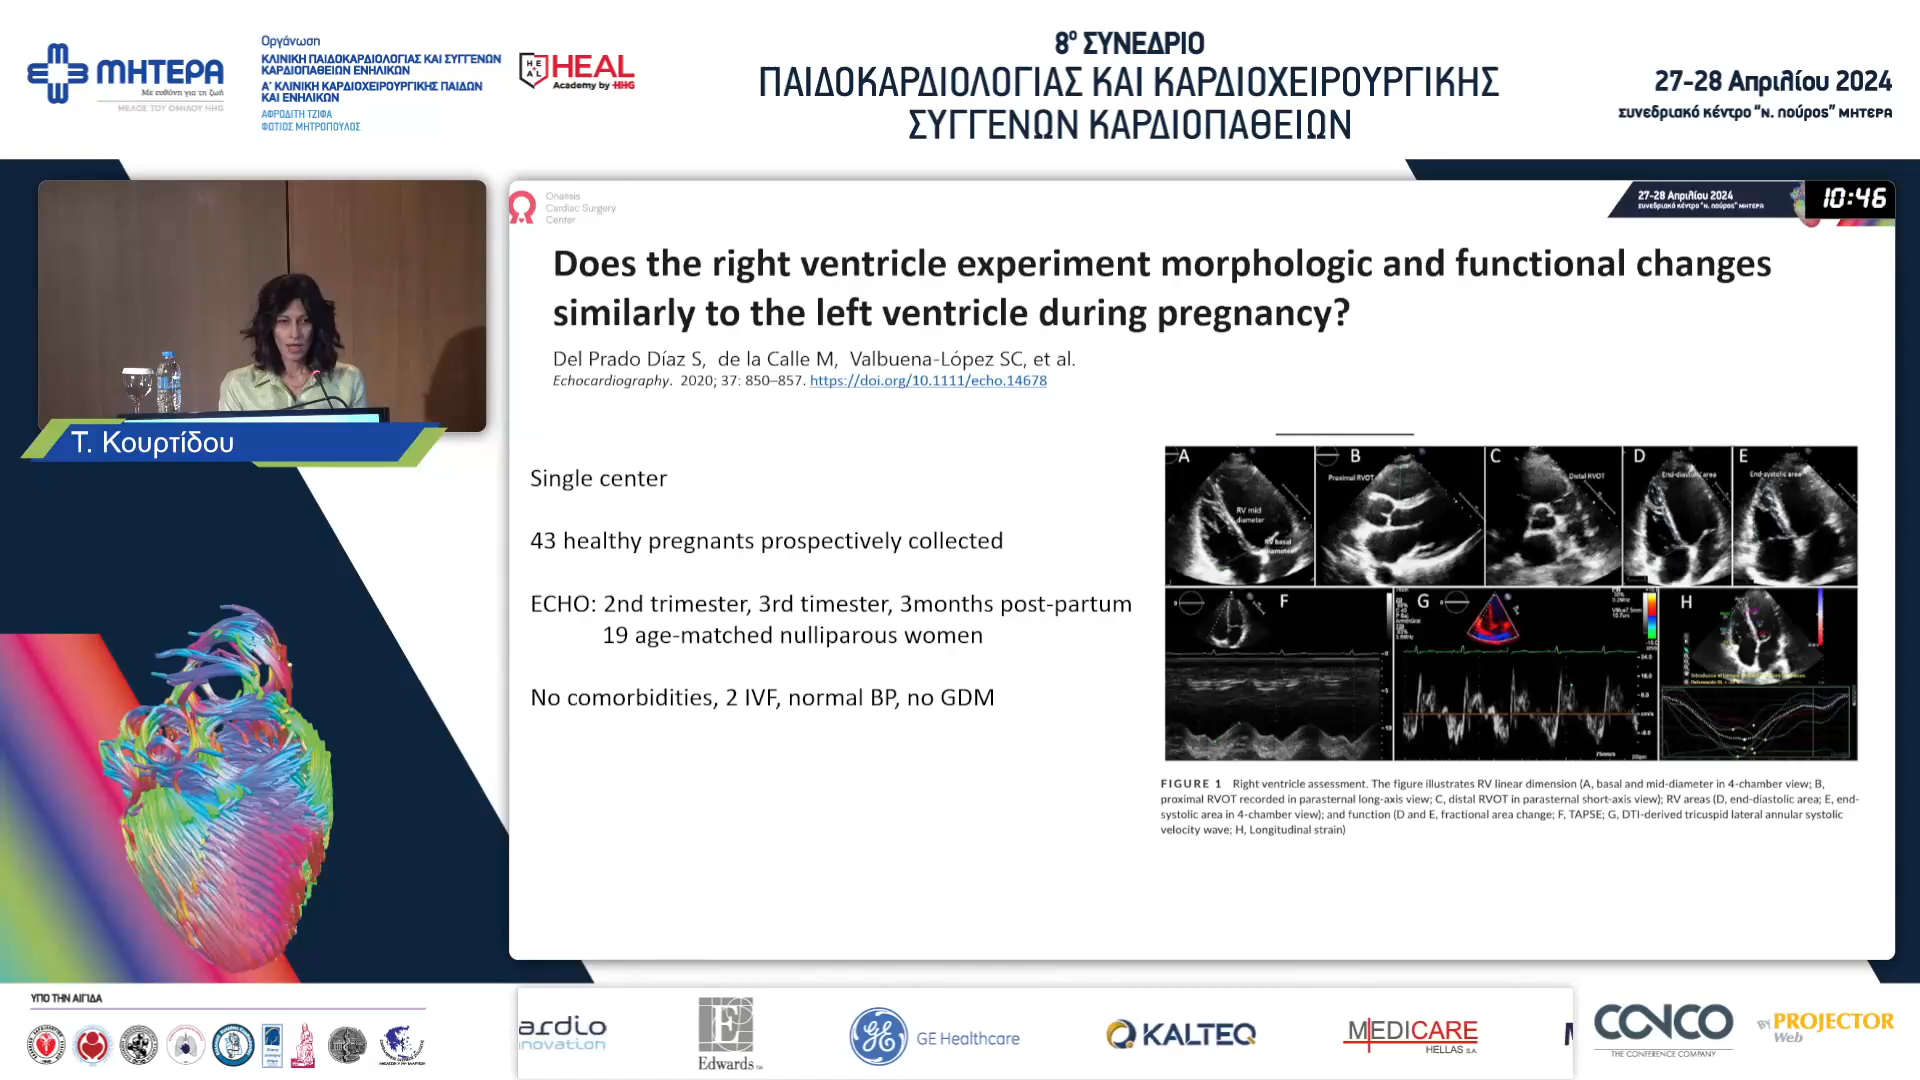 ΜΗΤΕΡΑ
Με ευθύνη για τη ζωή
ΜΕΛΟΣ ΤΟΥ ΟΜΙΛΟΥ HHG
Οργάνωση
ΚΛΙΝΙΚΗ ΠΑΙΔΟΚΑΡΔΙΟΛΟΓΙΑΣ ΚΑΙ ΣΥΓΓΕΝΩΝ
ΚΑΡΔΙΟΠΑΘΕΙΩΝ ΕΝΗΛΙΚΩΝ
Α' ΚΛΙΝΙΚΗ ΚΑΡΔΙΟΧΕΙΡΟΥΡΓΙΚΗΣ ΠΑΙΔΩΝ
ΚΑΙ ΕΝΗΛΙΚΩΝ
ΑΦΡΟΔΙΤΗ ΤΖΙΦΑ
ΦΩΤΙΟΣ ΜΗΤΡΟΠΟΥΛΟΣ
HEAL
HEAL
Academy by HHG
8º ΣΥΝΕΔΡΙΟ
ΠΑΙΔΟΚΑΡΔΙΟΛΟΓΙΑΣ ΚΑΙ ΚΑΡΔΙΟΧΕΙΡΟΥΡΓΙΚΗΣ
ΣΥΓΓΕΝΩΝ ΚΑΡΔΙΟΠΑΘΕΙΩΝ
27-28 Απριλίου 2024
συνεδριακό κέντρο "Ν. πούρος" ΜΗΤΕΡΑ
Τ. Κουρτίδου
Onassis
Cardiac Surgery
Center
27-28 Απριλίου 2024
συνεδριακό κέντρο "Ν. πούρος" ΜΗΤΕΡΑ
10:46
Does the right ventricle experiment morphologic and functional changes
similarly to the left ventricle during pregnancy?
Del Prado Díaz S,  de la Calle M,  Valbuena-López SC, et al.
Echocardiography.  2020; 37: 850–857. https://doi.org/10.1111/echo.14678
Single center
43 healthy pregnants prospectively collected
ECHO: 2nd trimester, 3rd timester, 3months post-partum
19 age-matched nulliparous women
No comorbidities, 2 IVF, normal BP, no GDM
A
RV mid
diameter
RV basal
diameter
B
Proximal RVOT
C
Distal RVOT
D
End-diastolic area
E
End-systolic area
F
G
H
FIGURE 1 Right ventricle assessment. The figure illustrates RV linear dimension (A, basal and mid-diameter in 4-chamber view; B,
proximal RVOT recorded in parasternal long-axis view; C, distal RVOT in parasternal short-axis view); RV areas (D, end-diastolic area; E, end-
systolic area in 4-chamber view); and function (D and E, fractional area change; F, TAPSE; G, DTI-derived tricuspid lateral annular systolic
velocity wave; H, Longitudinal strain)
ΥΠΟ ΤΗΝ ΑΙΓΙΔΑ
ardio
nnovation
E
Edwards
GE Healthcare
KALTEQ
MEDICARE
HELLAS S.A.
CONCO
THE CONFERENCE COMPANY
BY PROJECTOR
Web